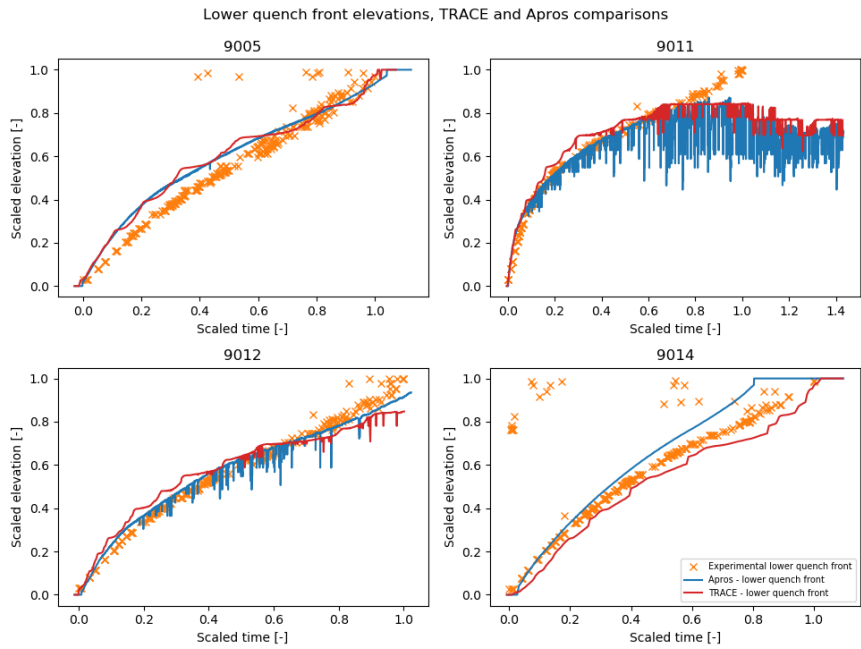 Lower quench front elevations, TRACE and Apros comparisons
9005
1.0
0.8
0.6
0.4
0.2
0.0
Scaled elevation [-]
0.0 0.2 0.4 0.6 0.8 1.0
Scaled time [-]
9011
1.0
0.8
0.6
0.4
0.2
0.0
Scaled elevation [-]
0.0 0.2 0.4 0.6 0.8 1.0 1.2 1.4
Scaled time [-]
9012
1.0
0.8
0.6
0.4
0.2
0.0
Scaled elevation [-]
0.0 0.2 0.4 0.6 0.8 1.0
Scaled time [-]
9014
1.0
0.8
0.6
0.4
0.2
0.0
Scaled elevation [-]
0.0 0.2 0.4 0.6 0.8 1.0
Scaled time [-]
Experimental lower quench front
Apros - lower quench front
TRACE - lower quench front